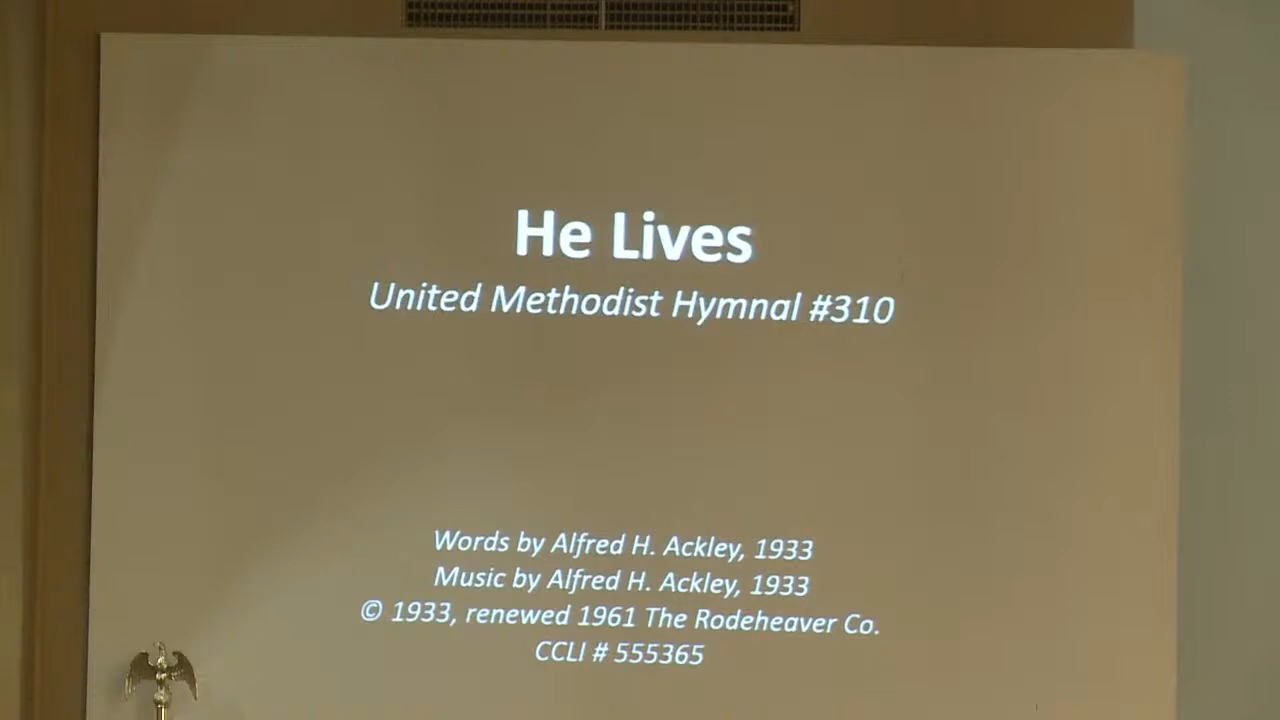 He Lives
United Methodist Hymnal #310
Words by Alfred H. Ackley, 1933
Music by Alfred H. Ackley, 1933
© 1933, renewed 1961 The Rodeheaver Co.
CCLI # 555365